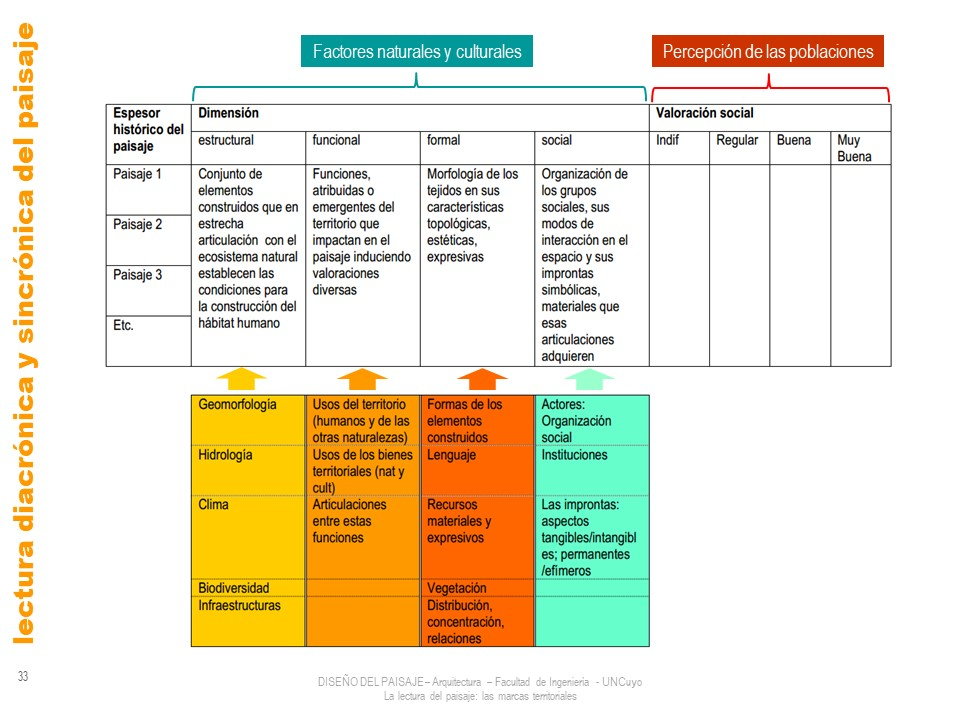 lectura diacrónica y sincrónica del paisaje
Factores naturales y culturales
Percepción de las poblaciones
Espesor
histórico del
paisaje
Dimensión
Valoración social
estructural
funcional
formal
social
Indif
Regular
Buena
Muy
Buena
Paisaje 1
Paisaje 2
Paisaje 3
Etc.
Conjunto de
elementos
construidos que en
estrecha
articulación con el
ecosistema natural
establecen las
condiciones para
la construcción del
hábitat humano
Funciones,
atribuidas o
emergentes del
territorio que
impactan en el
paisaje induciendo
valoraciones
diversas
Morfología de los
tejidos en sus
características
topológicas,
estéticas,
expresivas
Organización de
los grupos
sociales, sus
modos de
interacción en el
espacio y sus
improntas
simbólicas,
materiales que
esas
articulaciones
adquieren
Geomorfología
Usos del territorio
(humanos y de las
otras naturalezas)
Formas de los
elementos
construidos
Actores:
Organización
social
Hidrología
Usos de los bienes
territoriales (nat y
cult)
Lenguaje
Instituciones
Clima
Articulaciones
entre estas
funciones
Recursos
materiales y
expresivos
Las improntas:
aspectos
tangibles/intangibl
es; permanentes
/efímeros
Biodiversidad
Vegetación
Infraestructuras
Distribución,
concentración,
relaciones
33
DISEÑO DEL PAISAJE – Arquitectura – Facultad de Ingeniería - UNCuyo
La lectura del paisaje: las marcas territoriales